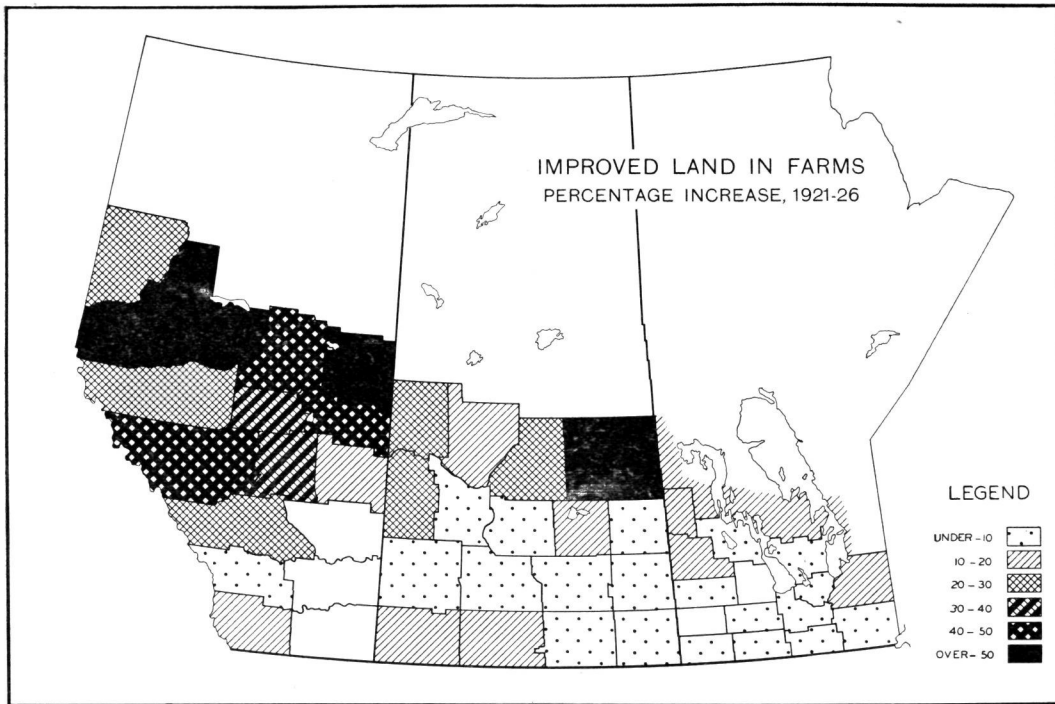 IMPROVED LAND IN FARMS
PERCENTAGE INCREASE, 1921-26
LEGEND
UNDER-10
10-20
20-30
30-40
40-50
OVER-50